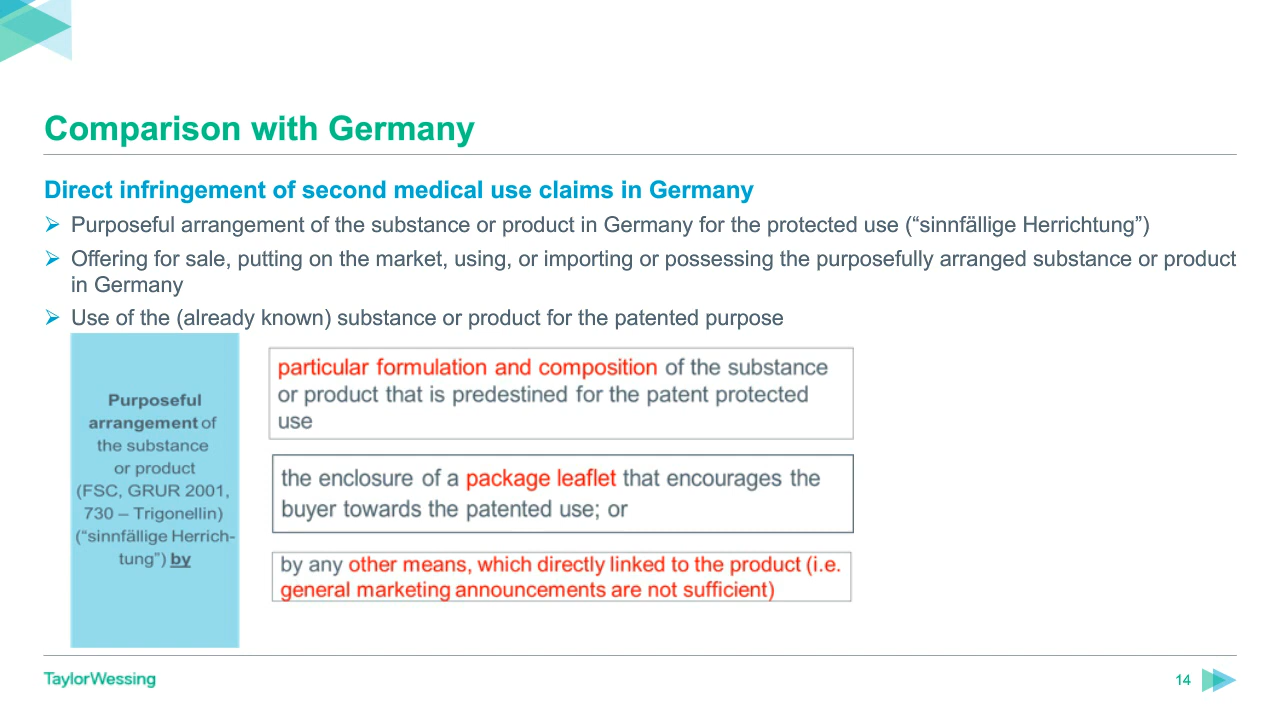 Comparison with Germany
Direct infringement of second medical use claims in Germany
Purposeful arrangement of the substance or product in Germany for the protected use (“sinnfällige Herrichtung”)
Offering for sale, putting on the market, using, or importing or possessing the purposefully arranged substance or product
in Germany
Use of the (already known) substance or product for the patented purpose
Purposeful
arrangement of
the substance
or product
(FSC, GRUR 2001,
730 – Trigonellin)
(“sinnfällige Herrich-
tung”) by
particular formulation and composition of the substance
or product that is predestined for the patent protected
use
the enclosure of a package leaflet that encourages the
buyer towards the patented use; or
by any other means, which directly linked to the product (i.e.
general marketing announcements are not sufficient)
TaylorWessing
14